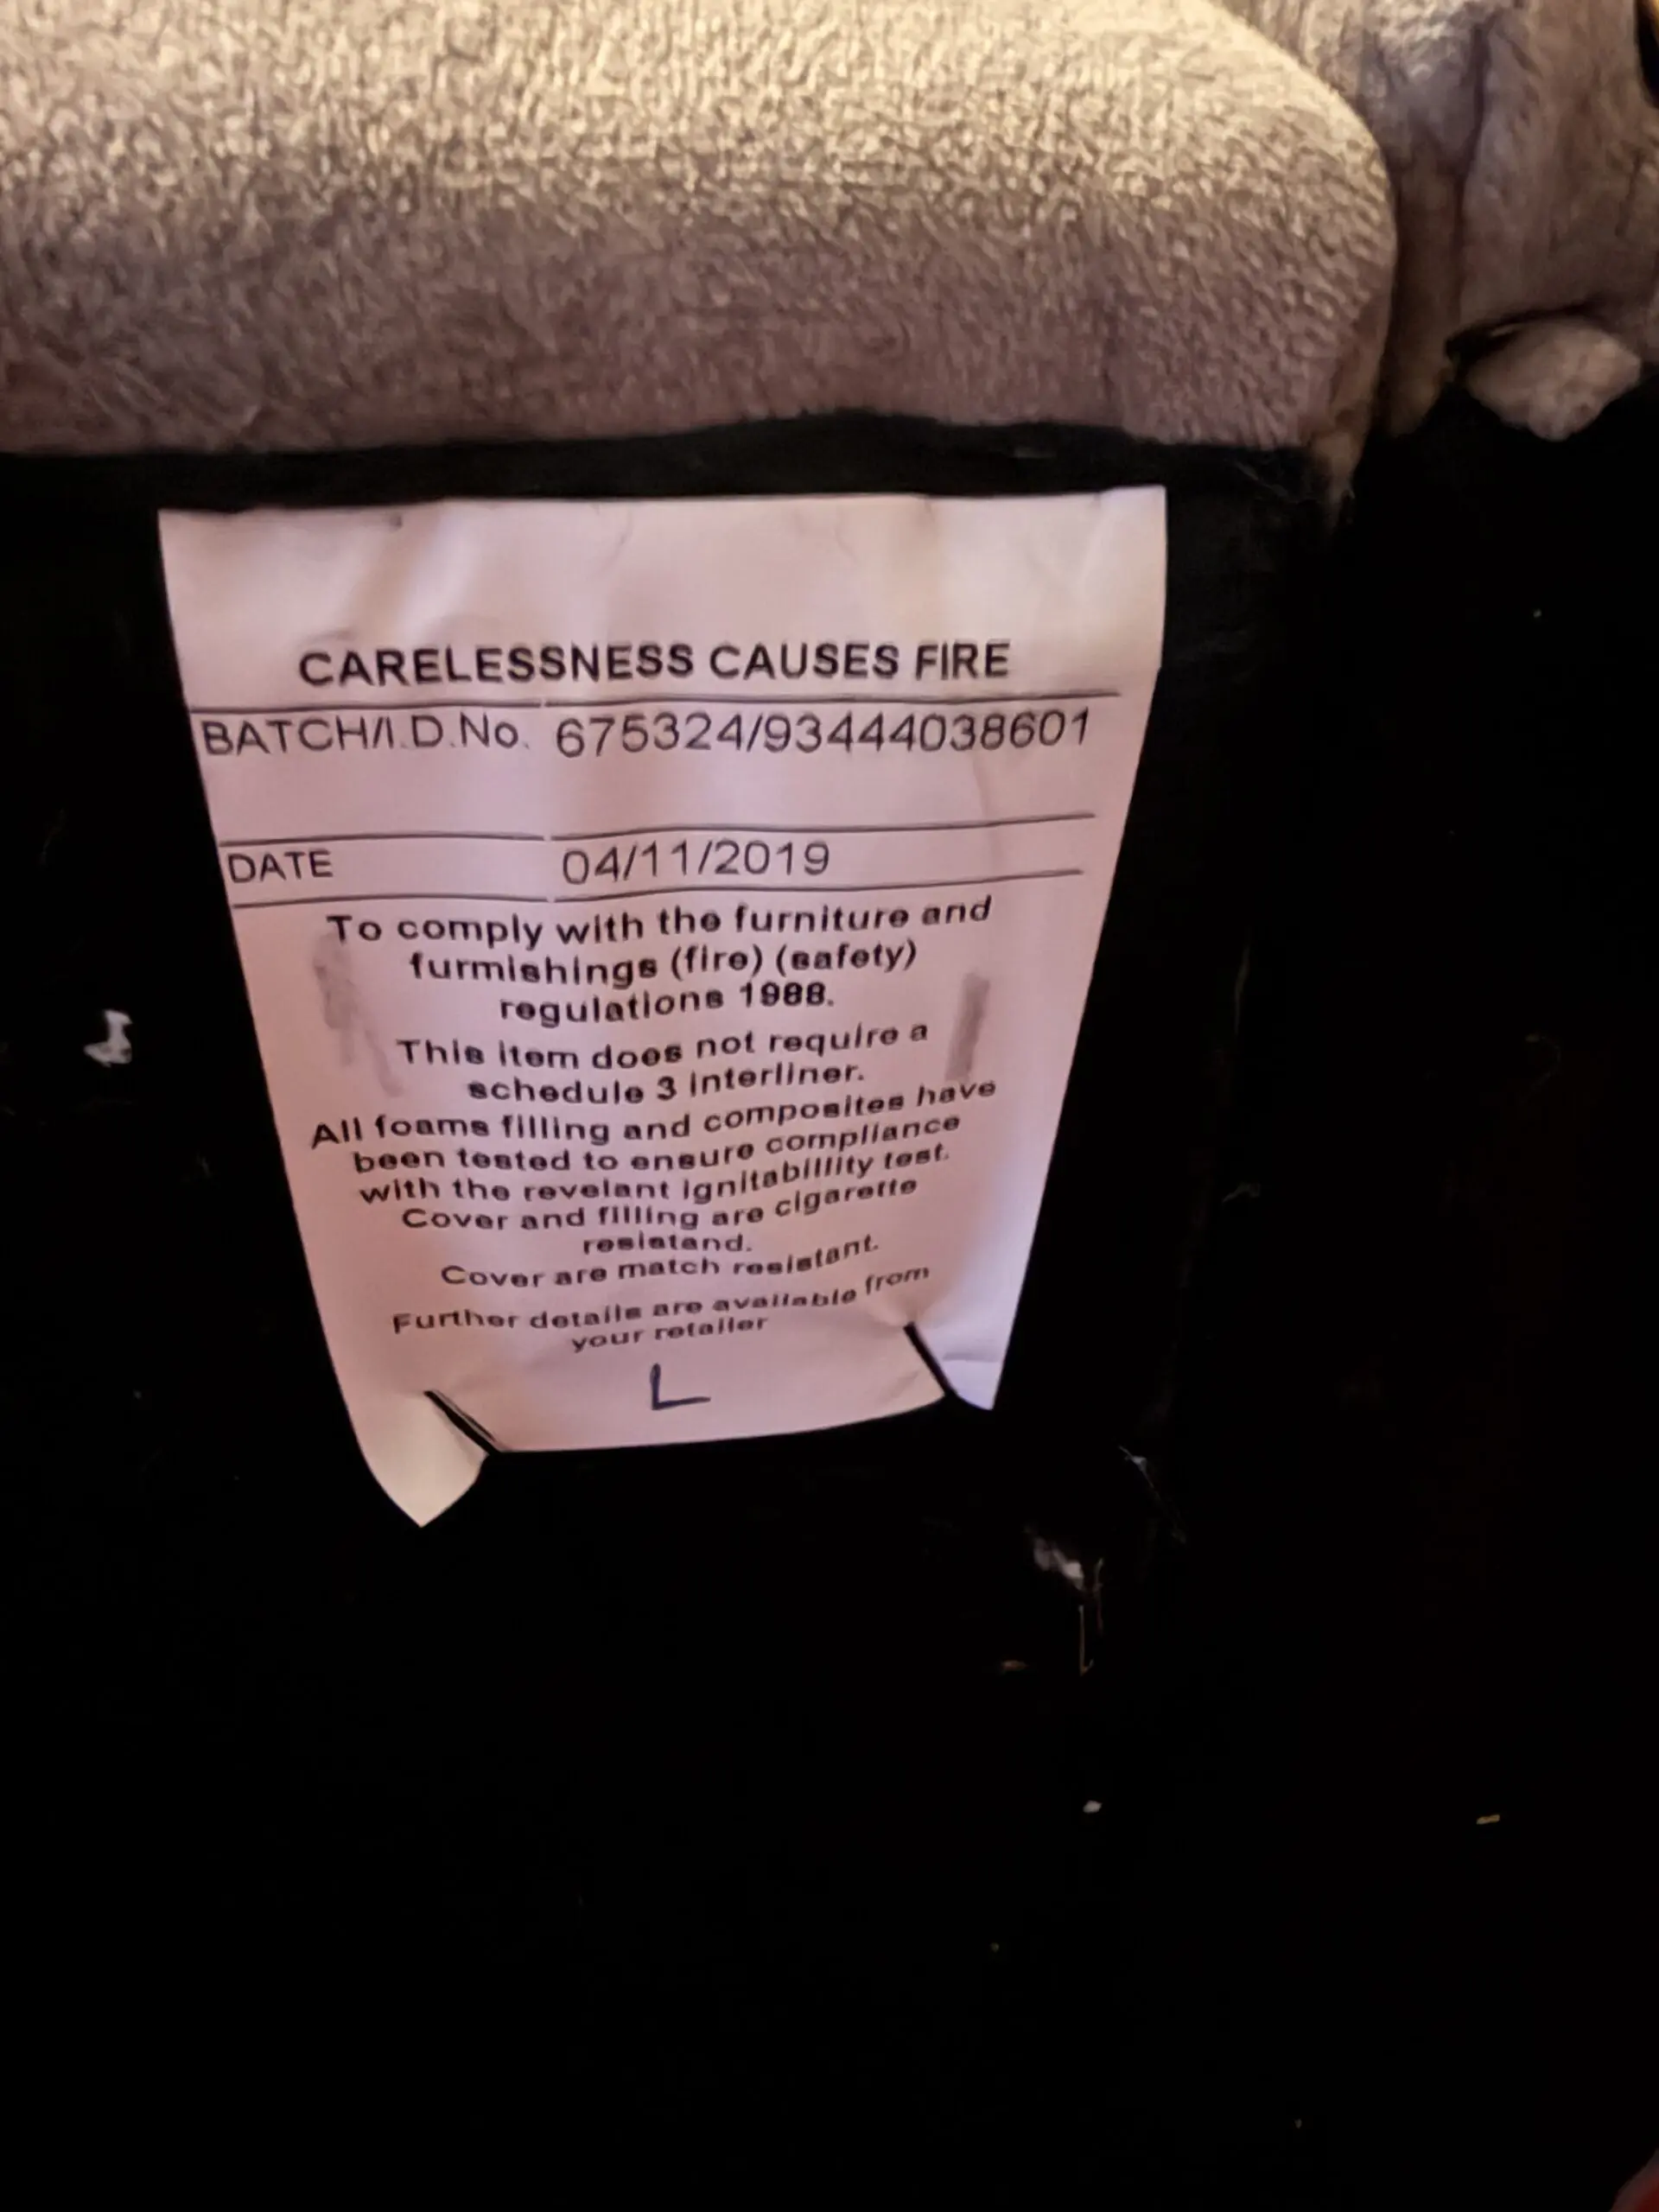 CARELESSNESS CAUSES FIRE
BATCH/I.D.No. 675324/93444038601
DATE 04/11/2019
To comply with the furniture and
furmishings (fire) (safety)
regulations 1988.
This item does not require a
schedule 3 interliner.
All foams filling and composites have
been tested to ensure compliance
with the revelant ignitabillity test.
Cover and filling are cigarette
resistand.
Cover are match resistant.
Further details are available from
your retailer
L